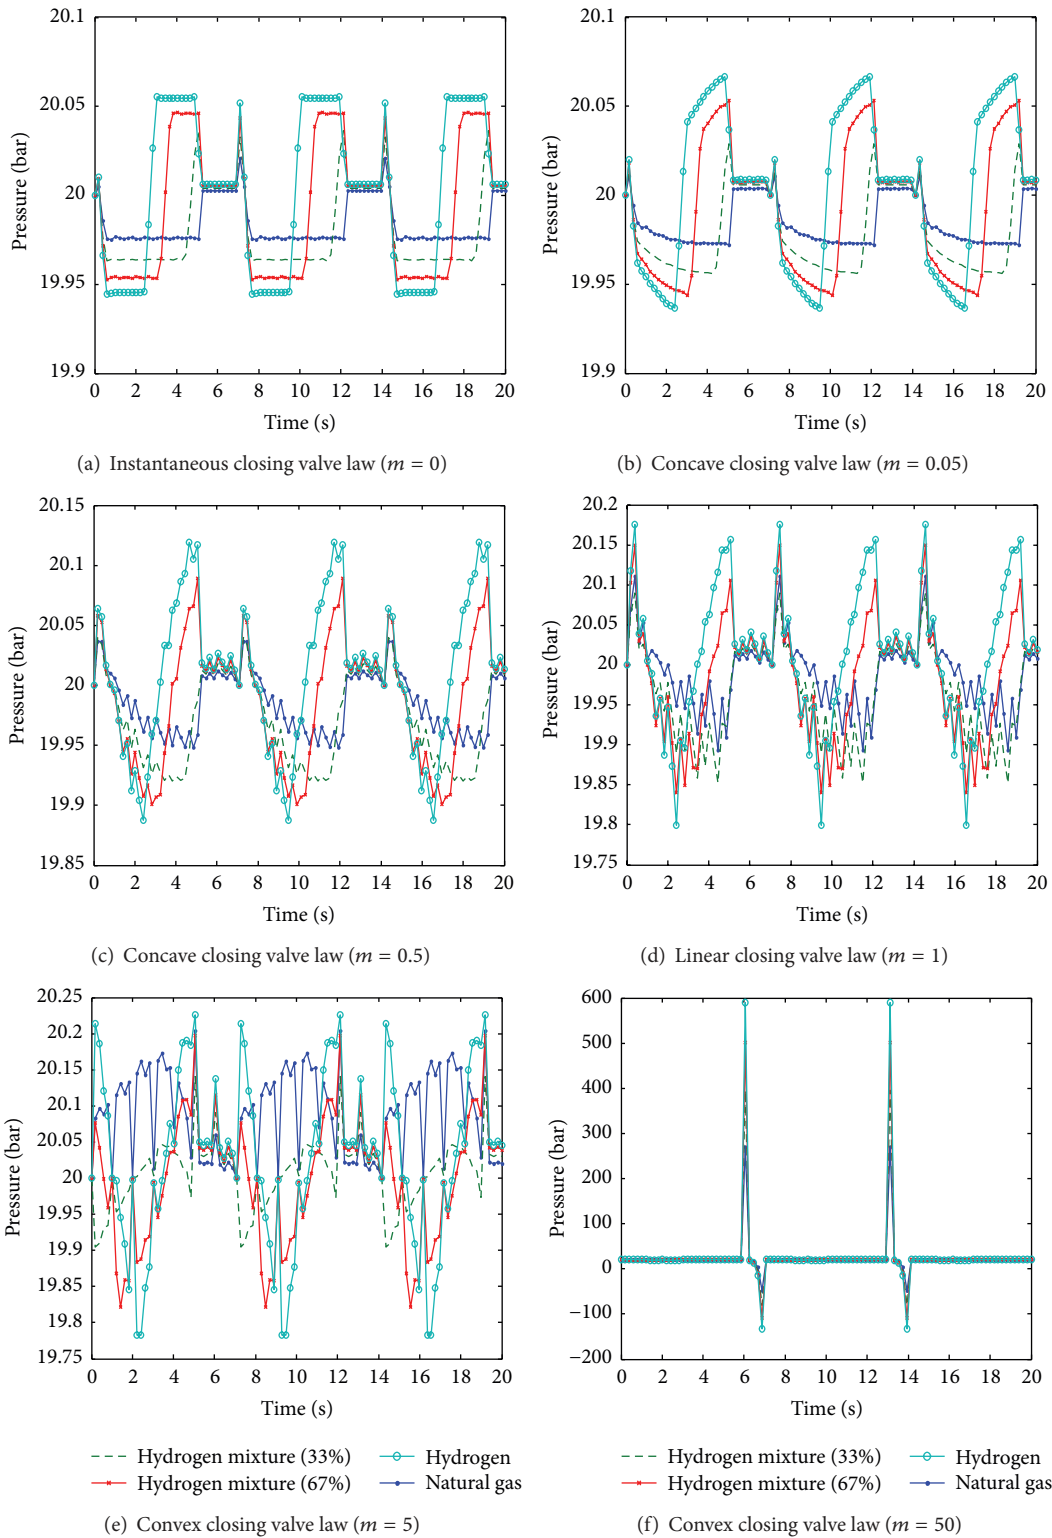 20.1
20.05
20
19.95
19.9
Pressure (bar)
0 2 4 6 8 10 12 14 16 18 20
Time (s)
(a) Instantaneous closing valve law (m = 0)
20.1
20.05
20
19.95
19.9
Pressure (bar)
0 2 4 6 8 10 12 14 16 18 20
Time (s)
(b) Concave closing valve law (m = 0.05)
20.15
20.1
20.05
20
19.95
19.9
19.85
Pressure (bar)
0 2 4 6 8 10 12 14 16 18 20
Time (s)
(c) Concave closing valve law (m = 0.5)
20.2
20.15
20.1
20.05
20
19.95
19.9
19.85
19.8
19.75
Pressure (bar)
0 2 4 6 8 10 12 14 16 18 20
Time (s)
(d) Linear closing valve law (m = 1)
20.25
20.2
20.15
20.1
20.05
20
19.95
19.9
19.85
19.8
19.75
Pressure (bar)
0 2 4 6 8 10 12 14 16 18 20
Time (s)
Hydrogen mixture (33%) Hydrogen
Hydrogen mixture (67%) Natural gas
(e) Convex closing valve law (m = 5)
600
500
400
300
200
100
0
−100
−200
Pressure (bar)
0 2 4 6 8 10 12 14 16 18 20
Time (s)
Hydrogen mixture (33%) Hydrogen
Hydrogen mixture (67%) Natural gas
(f) Convex closing valve law (m = 50)